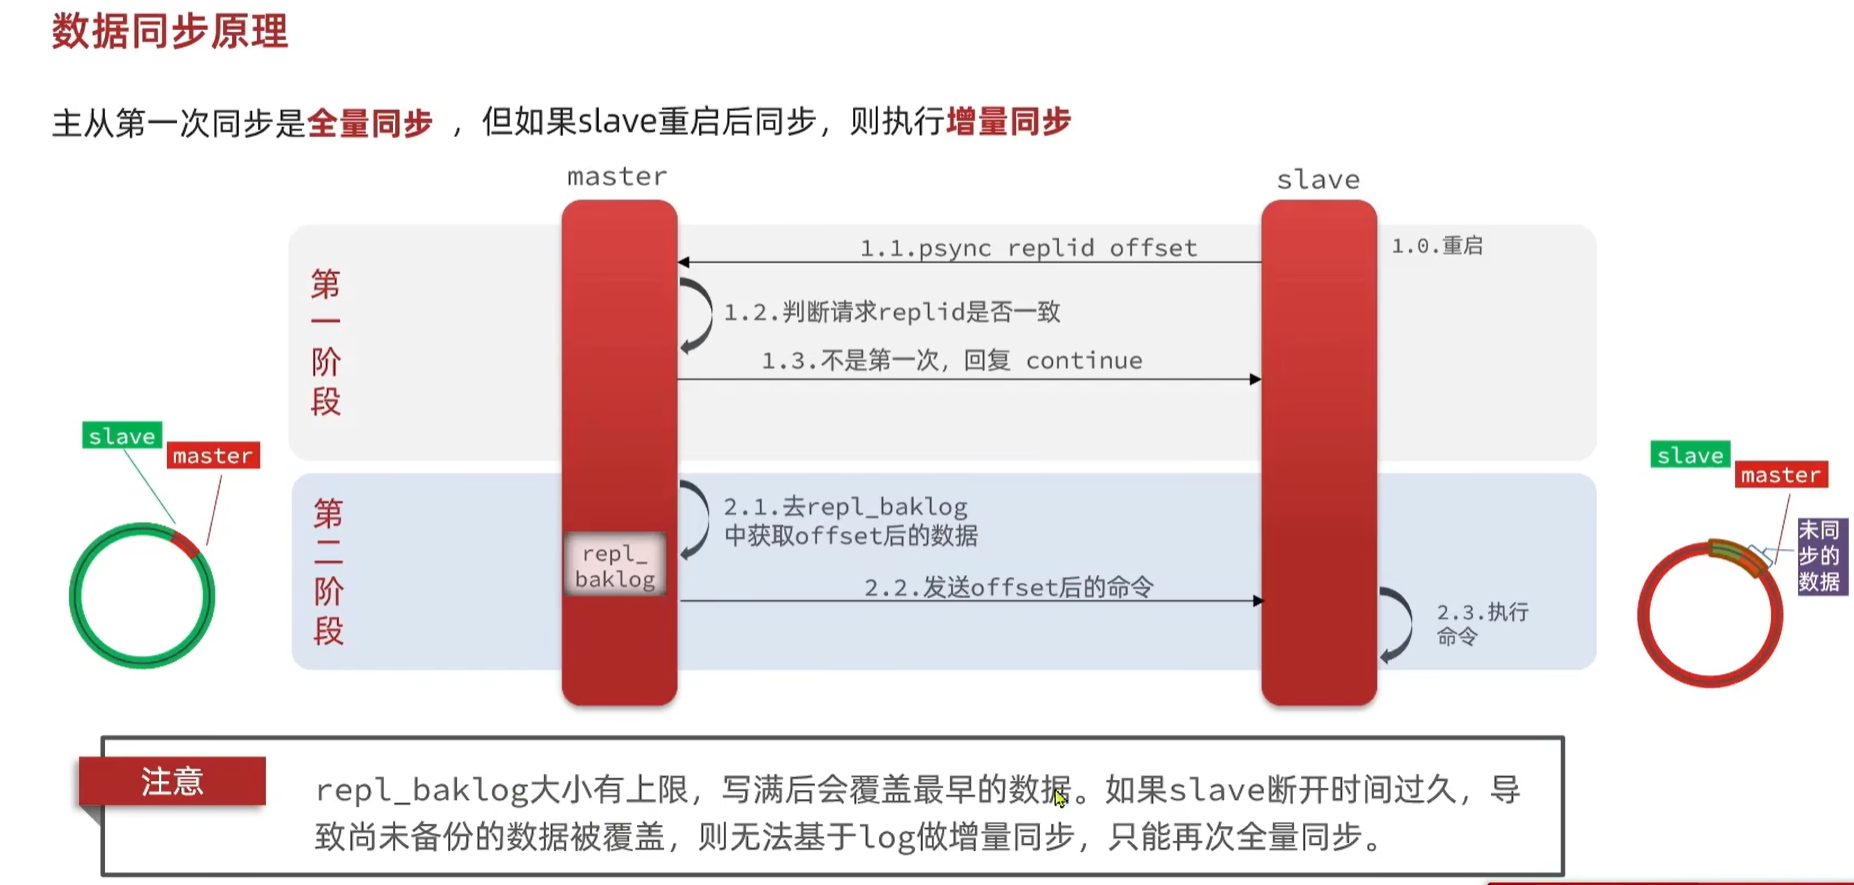 数据同步原理
主从第一次同步是全量同步 ，但如果slave重启后同步，则执行增量同步
master
slave
第一阶段
1.0.重启
1.1.psync replid offset
1.2.判断请求replid是否一致
1.3.不是第一次，回复 continue
slave
master
第二阶段
2.1.去repl_baklog
中获取offset后的数据
repl_
baklog
2.2.发送offset后的命令
2.3.执行
命令
slave
master
未同
步的
数据
注意
repl_baklog大小有上限，写满后会覆盖最早的数据。如果slave断开时间过久，导
致尚未备份的数据被覆盖，则无法基于log做增量同步，只能再次全量同步。